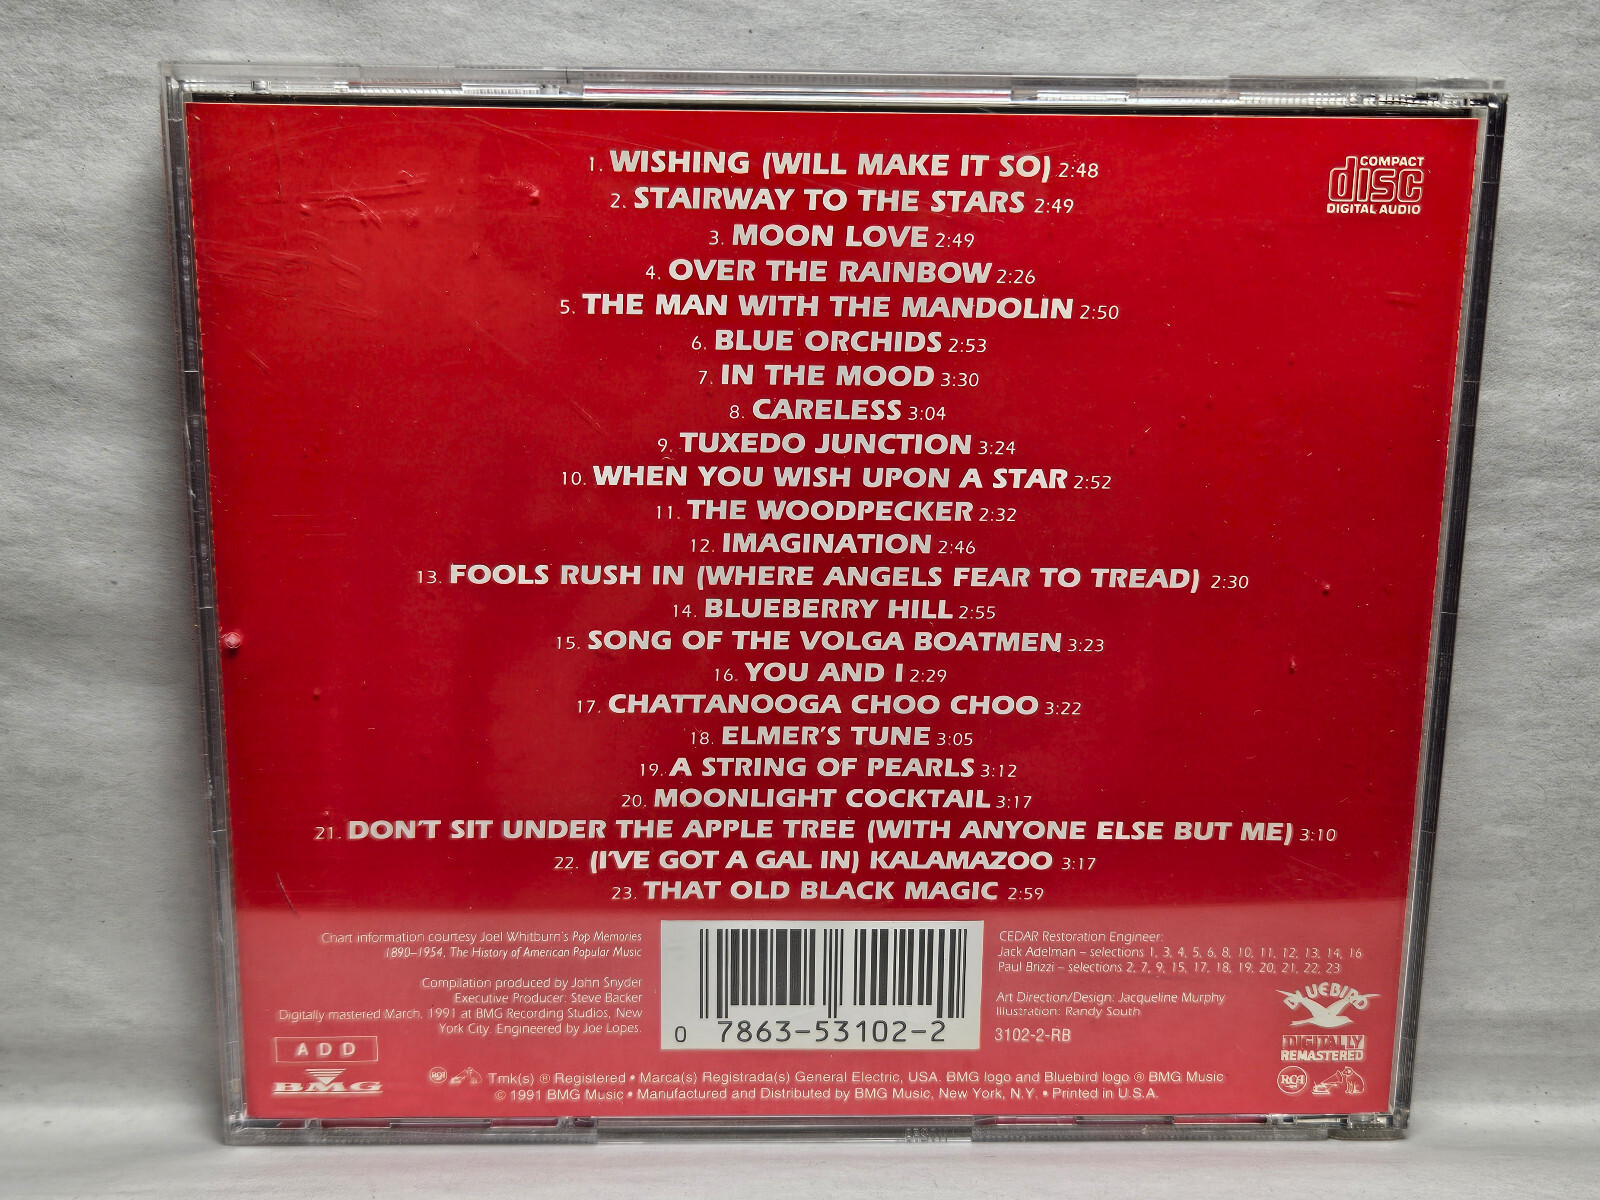 1. WISHING (WILL MAKE IT SO) 2:48
2. STAIRWAY TO THE STARS 2:49
3. MOON LOVE 2:49
4. OVER THE RAINBOW 2:26
5. THE MAN WITH THE MANDOLIN 2:50
6. BLUE ORCHIDS 2:53
7. IN THE MOOD 3:30
8. CARELESS 3:04
9. TUXEDO JUNCTION 3:24
10. WHEN YOU WISH UPON A STAR 2:52
11. THE WOODPECKER 2:32
12. IMAGINATION 2:46
13. FOOLS RUSH IN (WHERE ANGELS FEAR TO TREAD) 2:30
14. BLUEBERRY HILL 2:55
15. SONG OF THE VOLGA BOATMEN 3:23
16. YOU AND I 2:29
17. CHATTANOOGA CHOO CHOO 3:22
18. ELMER'S TUNE 3:05
19. A STRING OF PEARLS 3:12
20. MOONLIGHT COCKTAIL 3:17
21. DON'T SIT UNDER THE APPLE TREE (WITH ANYONE ELSE BUT ME) 3:10
22. (I'VE GOT A GAL IN) KALAMAZOO 3:17
23. THAT OLD BLACK MAGIC 2:59
COMPACT
disc
DIGITAL AUDIO
Chart information courtesy Joel Whitburn's Pop Memories
1890–1954, The History of American Popular Music
Compilation produced by John Snyder
Executive Producer: Steve Backer
Digitally mastered March, 1991 at BMG Recording Studios, New
York City. Engineered by Joe Lopes.
ADD
BMG
0 7863-53102-2
CEDAR Restoration Engineer:
Jack Adelman – selections 1, 3, 4, 5, 6, 8, 10, 11, 12, 13, 14, 16
Paul Brizzi – selections 2, 7, 9, 15, 17, 18, 19, 20, 21, 22, 23
Art Direction/Design: Jacqueline Murphy
Illustration: Randy South
3102-2-RB
BLUEBIRD
DIGITALLY
REMASTERED
RCA
RCA Tmk(s) ® Registered • Marca(s) Registrada(s) General Electric, USA. BMG logo and Bluebird logo ® BMG Music
© 1991 BMG Music • Manufactured and Distributed by BMG Music, New York, N.Y. • Printed in U.S.A.